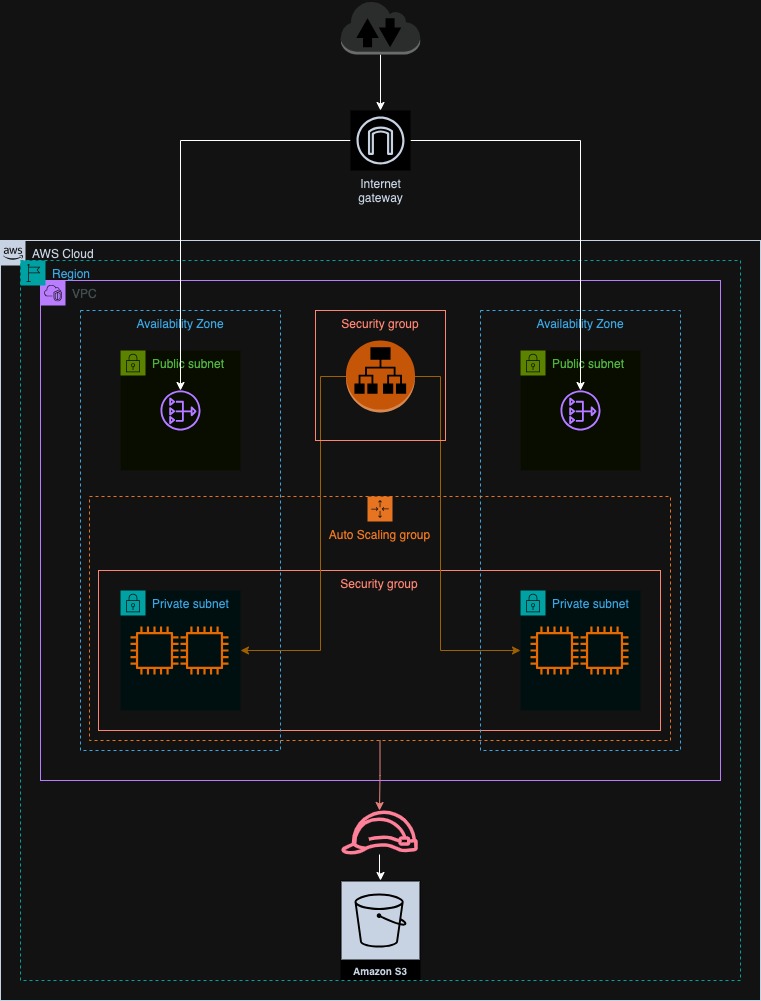 Internet
gateway
aws
AWS Cloud
Region
VPC
Availability Zone
Security group
Availability Zone
Public subnet
Public subnet
Auto Scaling group
Security group
Private subnet
Private subnet
Amazon S3